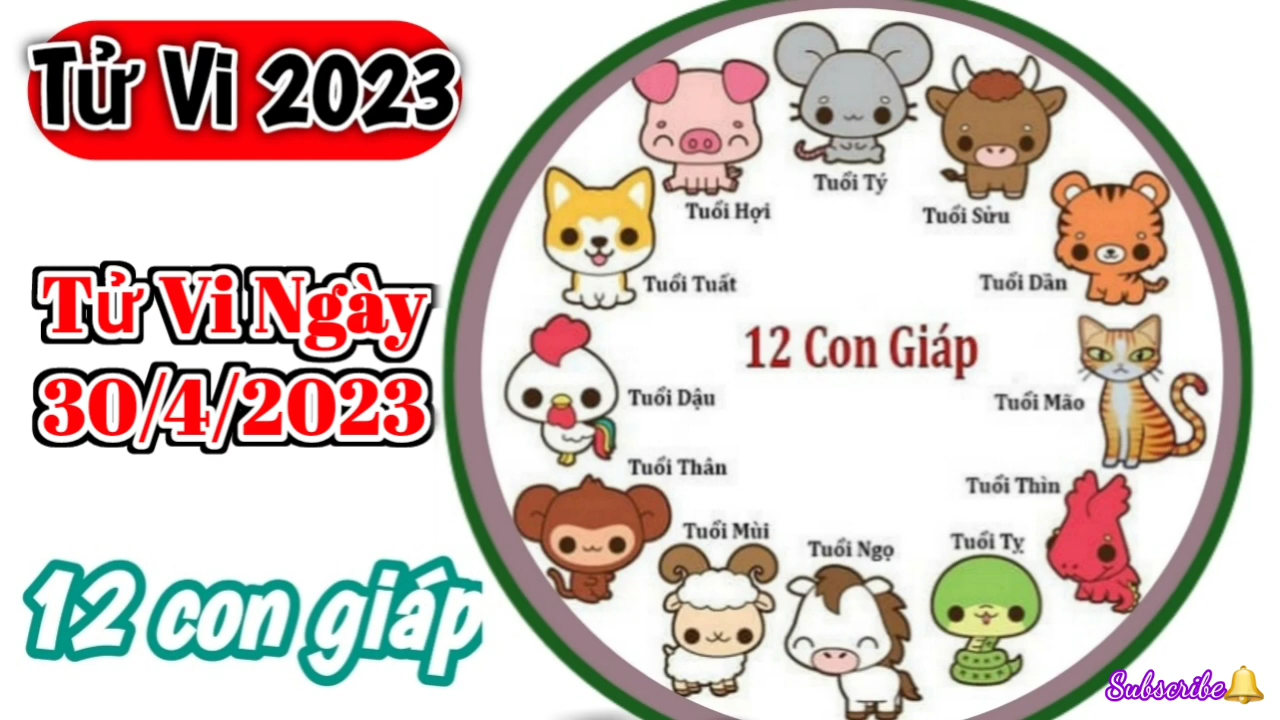 Tử Vi 2023
Tử Vi Ngày
30/4/2023
12 con giáp
Tuổi Tý
Tuổi Hợi
Tuổi Sửu
Tuổi Tuất
Tuổi Dần
12 Con Giáp
Tuổi Dậu
Tuổi Mão
Tuổi Thân
Tuổi Thìn
Tuổi Mùi
Tuổi Ngọ
Tuổi Tỵ
Subscribe